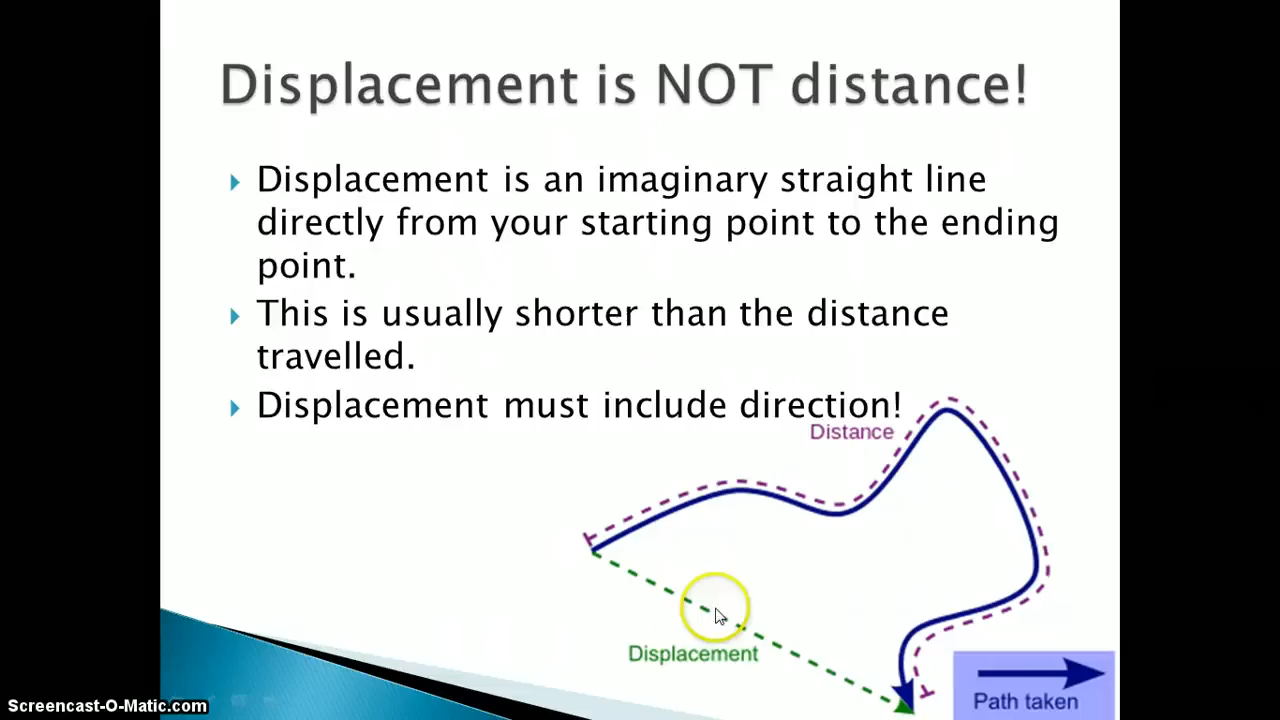 Displacement is NOT distance!
Displacement is an imaginary straight line
directly from your starting point to the ending
point.
This is usually shorter than the distance
travelled.
Displacement must include direction!
Distance
Displacement
Path taken
Screencast-O-Matic.com